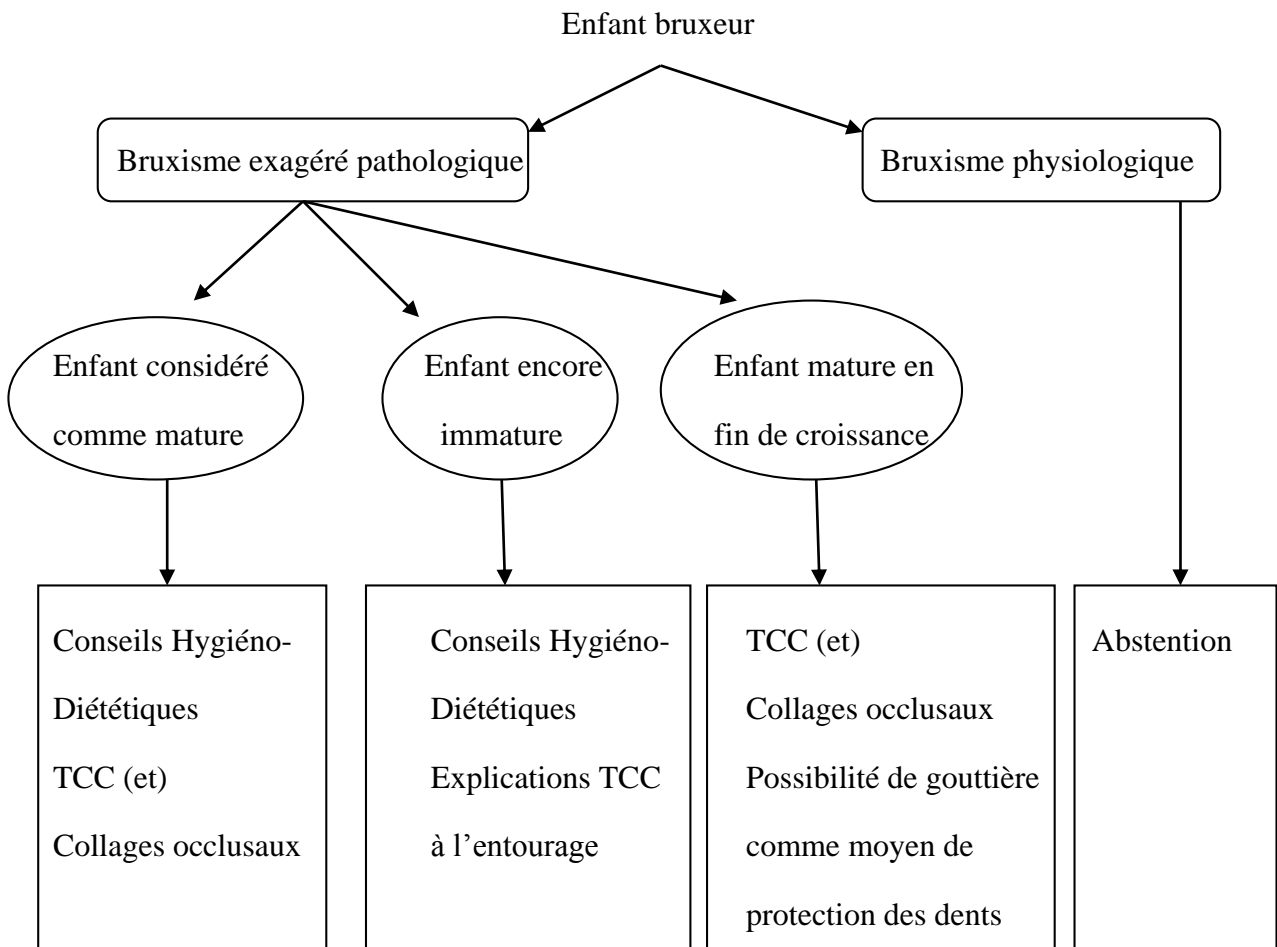 Enfant bruxeur
Bruxisme exagéré pathologique
Bruxisme physiologique
Enfant considéré
comme mature
Enfant encore
immature
Enfant mature en
fin de croissance
Conseils Hygiéno-
Diététiques
TCC (et)
Collages occlusaux
Conseils Hygiéno-
Diététiques
Explications TCC
à l’entourage
TCC (et)
Collages occlusaux
Possibilité de gouttière
comme moyen de
protection des dents
Abstention